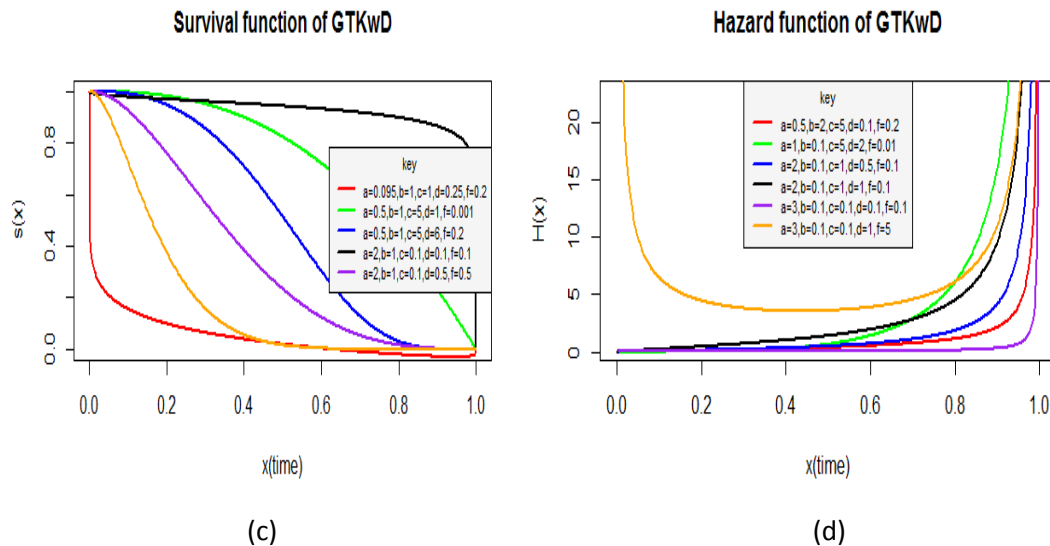 Survival function of GTKwD
s(x)
0.8
0.4
0.0
key
a=0.095,b=1,c=1,d=0.25,f=0.2
a=0.5,b=1,c=5,d=1,f=0.001
a=0.5,b=1,c=5,d=6,f=0.2
a=2,b=1,c=0.1,d=0.1,f=0.1
a=2,b=1,c=0.1,d=0.5,f=0.5
0.0 0.2 0.4 0.6 0.8 1.0
x(time)
(c)
Hazard function of GTKwD
H(x)
20
15
10
5
0
key
a=0.5,b=2,c=5,d=0.1,f=0.2
a=1,b=0.1,c=5,d=2,f=0.01
a=2,b=0.1,c=1,d=0.5,f=0.1
a=2,b=0.1,c=1,d=1,f=0.1
a=3,b=0.1,c=0.1,d=0.1,f=0.1
a=3,b=0.1,c=0.1,d=1,f=5
0.0 0.2 0.4 0.6 0.8 1.0
x(time)
(d)